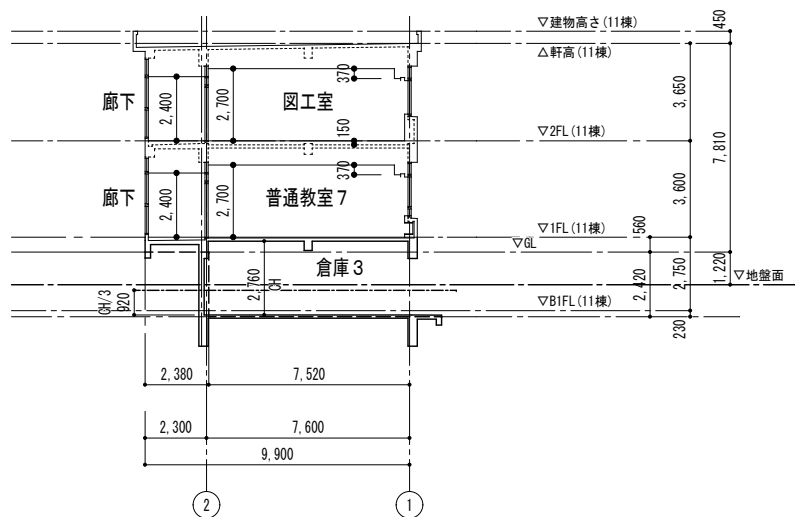 ▽建物高さ(11棟)
450
△軒高(11棟)
370
廊下
2,400
2,700
図工室
3,650
150
▽2FL(11棟)
7,810
370
廊下
2,400
2,700
普通教室7
3,600
▽1FL(11棟)
560
▽GL
倉庫3
2,760
CH
2,420
2,750
1,220
▽地盤面
CH/3
920
▽B1FL(11棟)
230
2,380
7,520
2,300
7,600
9,900
2
1